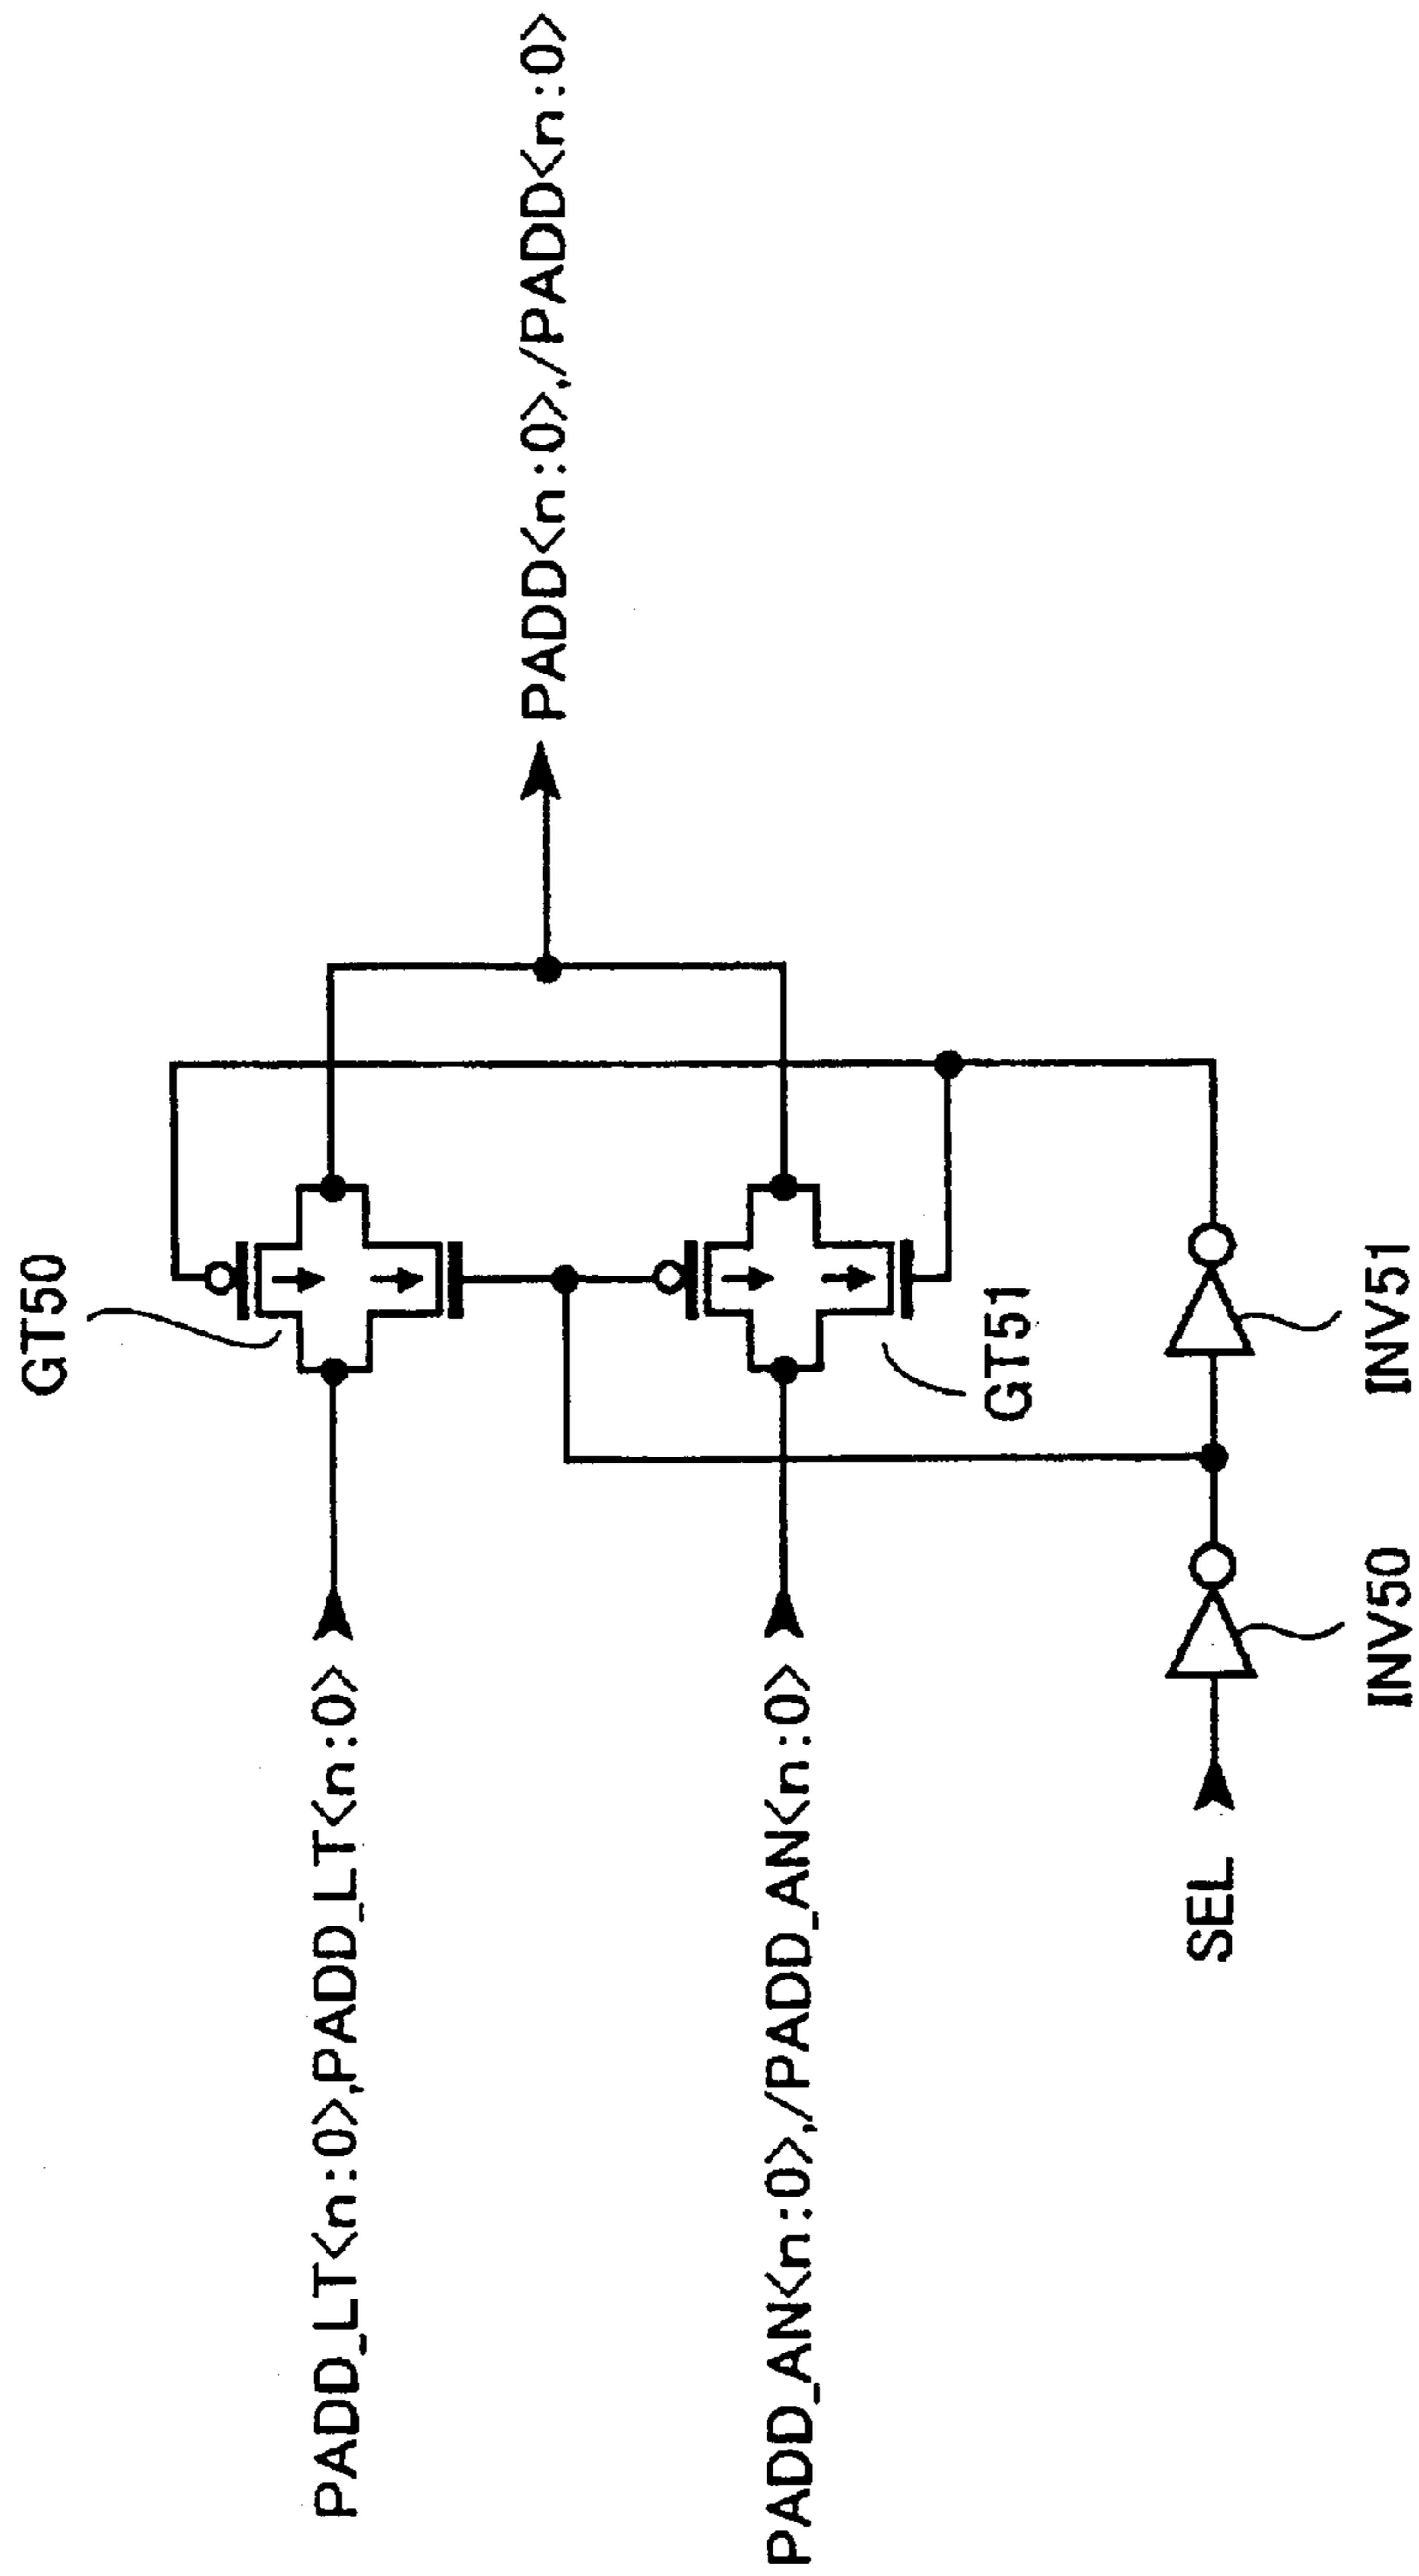 GT50
PADD_LT<n:0>,PADD_LT<n:0>
PADD<n:0>,/PADD<n:0>
PADD_AN<n:0>,/PADD_AN<n:0>
GT51
SEL
INV50
INV51